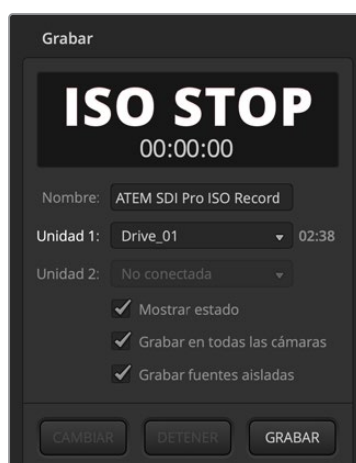 Grabar
ISO STOP
00:00:00
Nombre: ATEM SDI Pro ISO Record
Unidad 1: Drive_01 02:38
Unidad 2: No conectada
Mostrar estado
Grabar en todas las cámaras
Grabar fuentes aisladas
CAMBIAR DETENER GRABAR